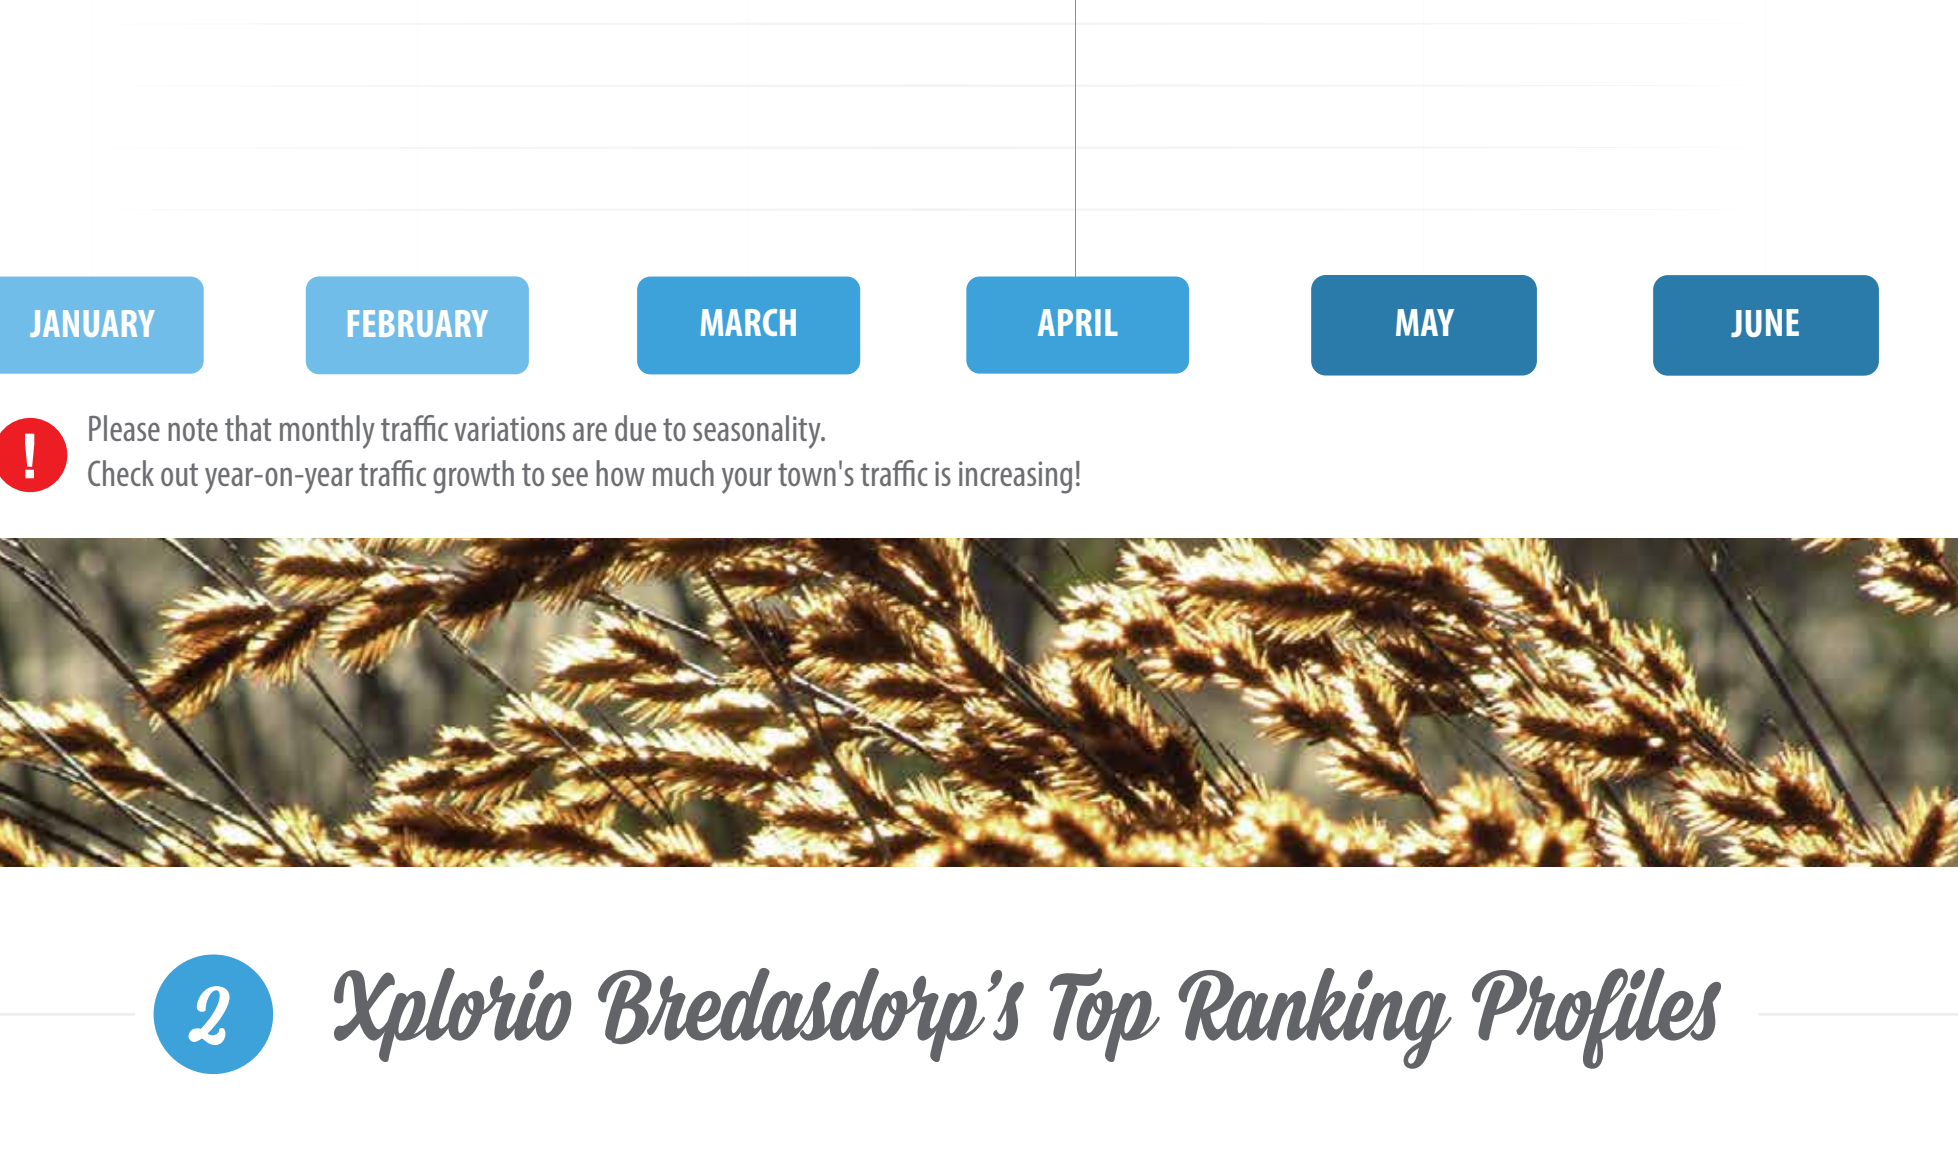 JANUARY FEBRUARY MARCH APRIL MAY JUNE
! Please note that monthly traffic variations are due to seasonality.
Check out year-on-year traffic growth to see how much your town's traffic is increasing!
2 Xplorio Bredasdorp's Top Ranking Profiles